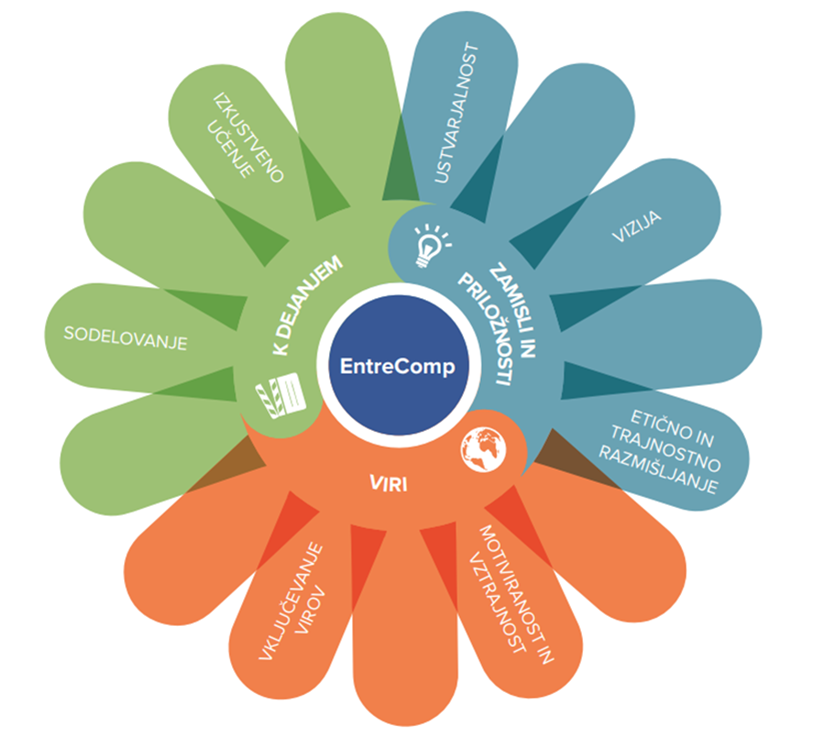 EntreComp
ZAMISLI IN
PRILOŽNOSTI
USTVARJALNOST
VIZIJA
ETIČNO IN
TRAJNOSTNO
RAZMIŠLJANJE
VIRI
MOTIVIRANOST IN
VZTRAJNOST
VKLJUČEVANJE
VIROV
K DEJANJEM
SODELOVANJE
IZKUSTVENO
UČENJE